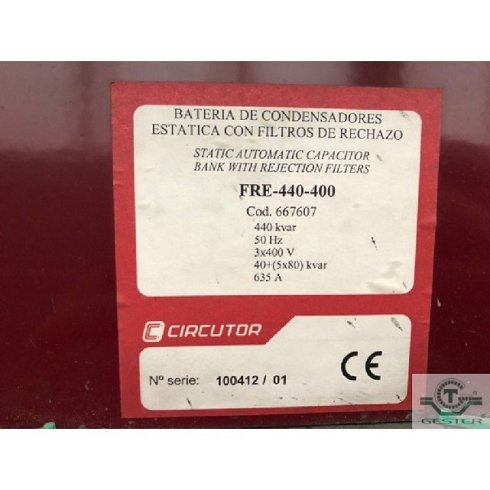 BATERIA DE CONDENSADORES
ESTATICA CON FILTROS DE RECHAZO
STATIC AUTOMATIC CAPACITOR
BANK WITH REJECTION FILTERS
FRE-440-400
Cod. 667607
440 kvar
50 Hz
3x400 V
40+(5x80) kvar
635 A
CIRCUTOR
Nº serie: 100412 / 01
CE
T
GESTER